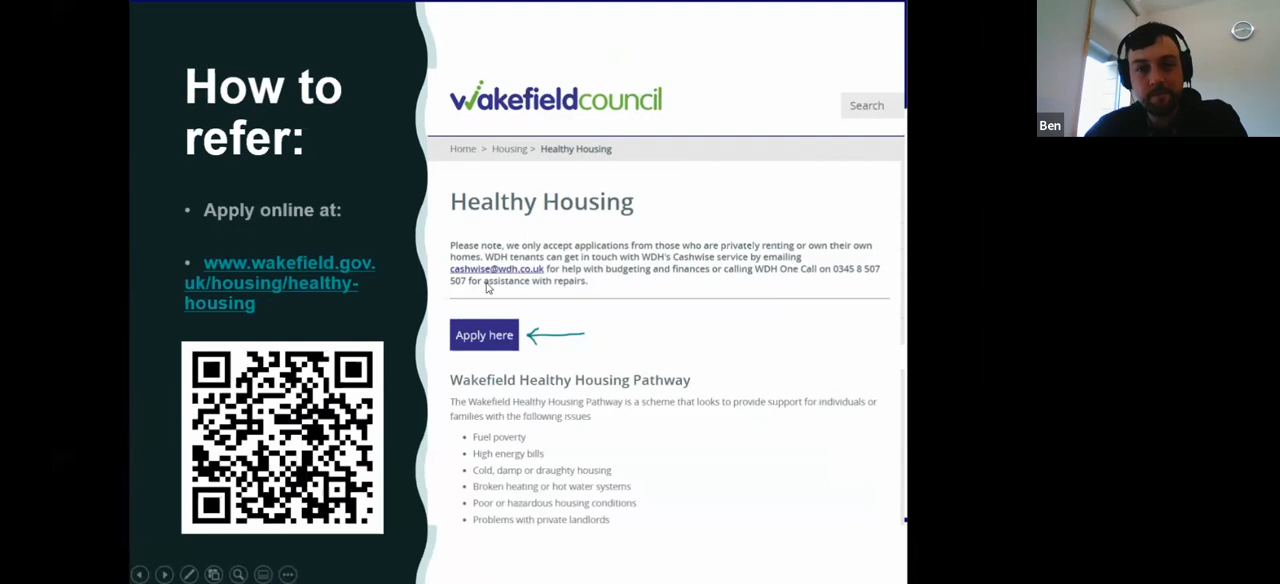 How to
refer:
• Apply online at:
• www.wakefield.gov.
uk/housing/healthy-
housing
wakefieldcouncil
Search
Home > Housing > Healthy Housing
Healthy Housing
Please note, we only accept applications from those who are privately renting or own their own
homes. WDH tenants can get in touch with WDH's Cashwise service by emailing
cashwise@wdh.co.uk for help with budgeting and finances or calling WDH One Call on 0345 8 507
507 for assistance with repairs.
Apply here
Wakefield Healthy Housing Pathway
The Wakefield Healthy Housing Pathway is a scheme that looks to provide support for individuals or
families with the following issues
• Fuel poverty
• High energy bills
• Cold, damp or draughty housing
• Broken heating or hot water systems
• Poor or hazardous housing conditions
• Problems with private landlords
Ben